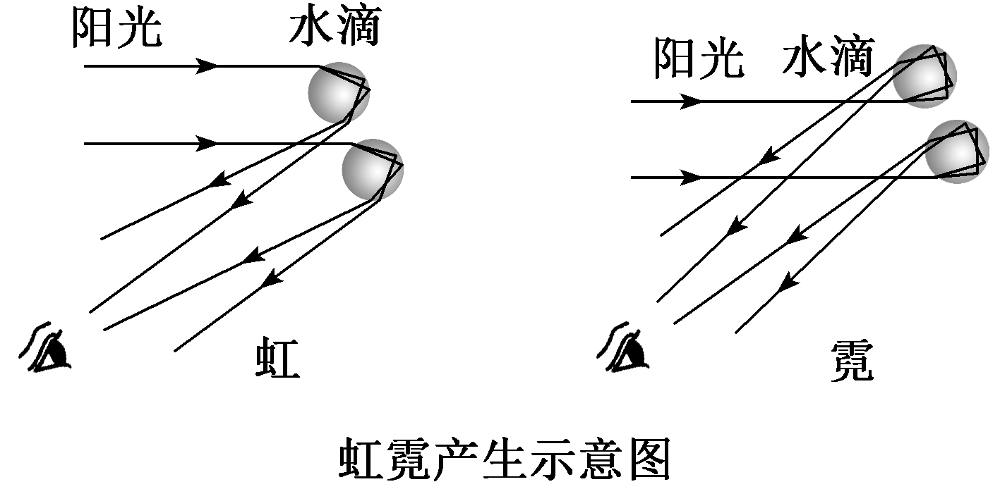 阳光 水滴
阳光 水滴
虹
霓
虹霓产生示意图